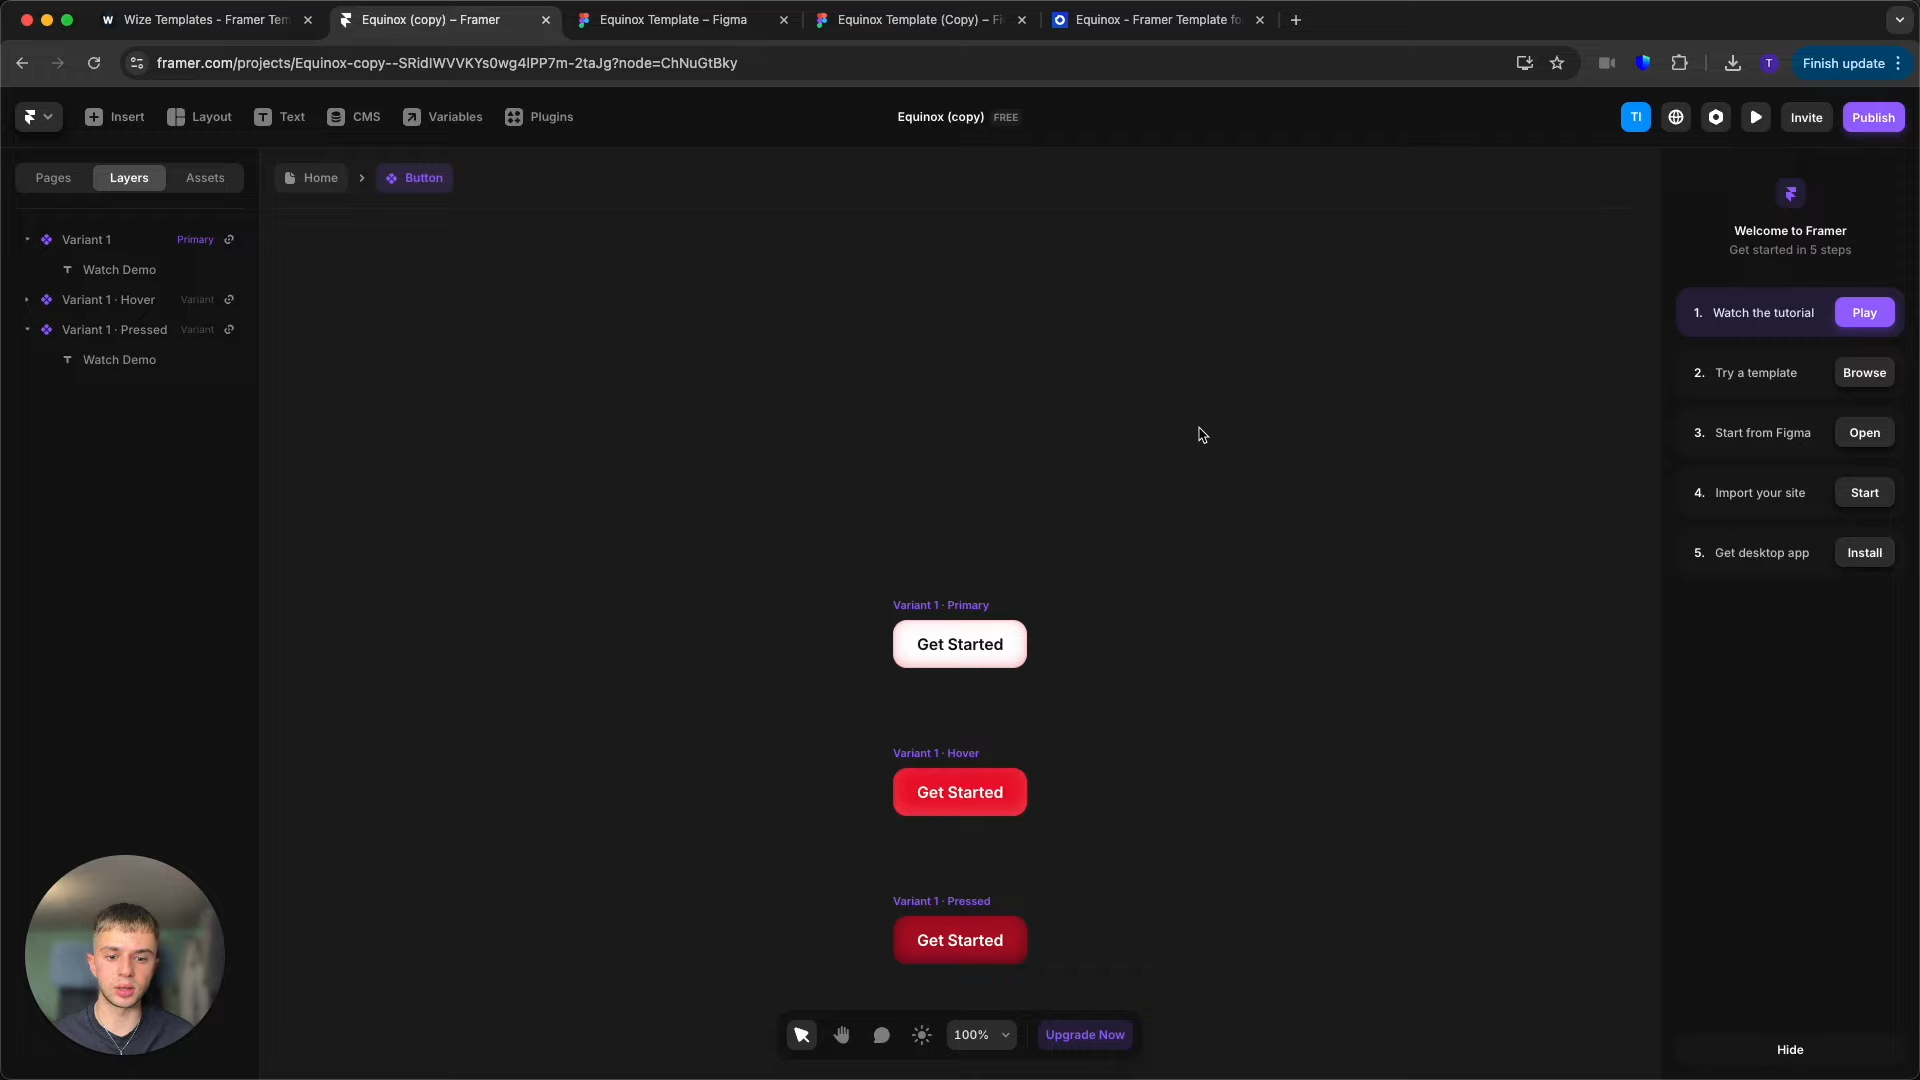 Wize Templates - Framer Tem
Equinox (copy) – Framer
Equinox Template – Figma
Equinox Template (Copy) – Fi
Equinox - Framer Template fo
framer.com/projects/Equinox-copy--SRidIWVVKYs0wg4lPP7m-2taJg?node=ChNuGtBky
T
Finish update
Insert
Layout
Text
CMS
Variables
Plugins
Equinox (copy) FREE
TI
Invite
Publish
Pages
Layers
Assets
Home
Button
Variant 1 Primary
Watch Demo
Variant 1 · Hover Variant
Variant 1 · Pressed Variant
Watch Demo
Variant 1 · Primary
Get Started
Variant 1 · Hover
Get Started
Variant 1 · Pressed
Get Started
100%
Upgrade Now
Welcome to Framer
Get started in 5 steps
1. Watch the tutorial Play
2. Try a template Browse
3. Start from Figma Open
4. Import your site Start
5. Get desktop app Install
Hide